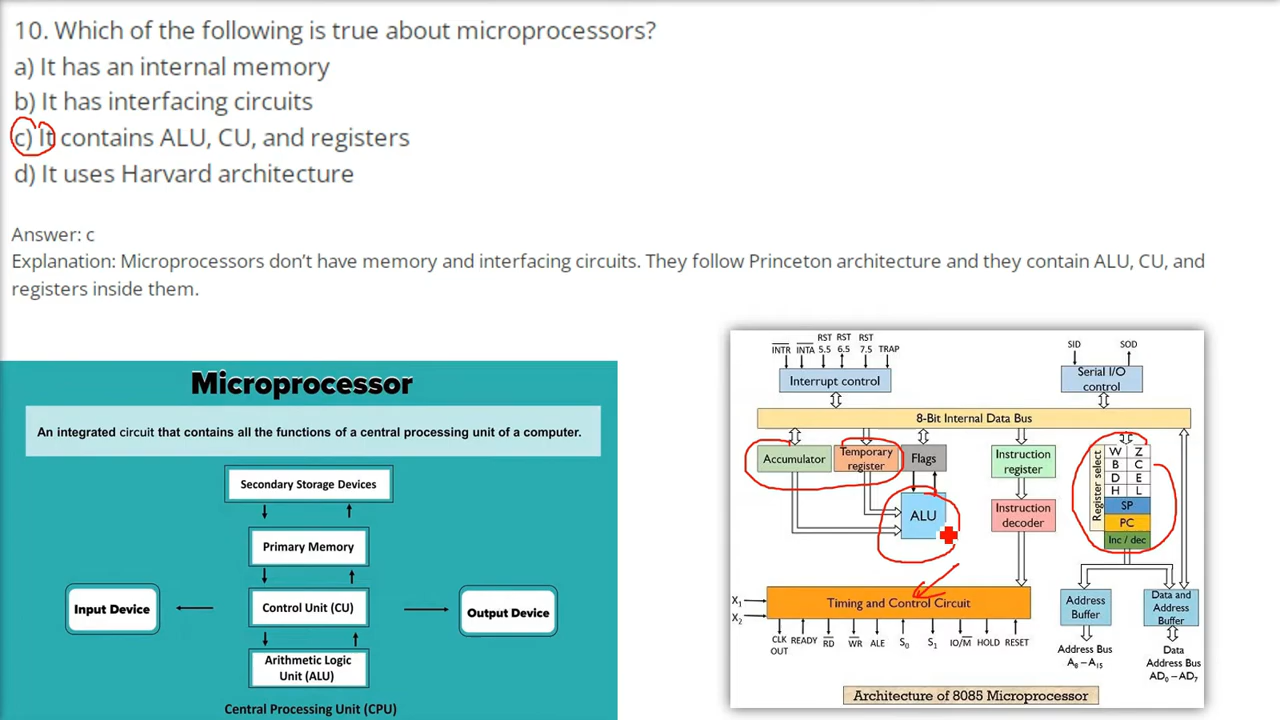 10. Which of the following is true about microprocessors?
a) It has an internal memory
b) It has interfacing circuits
c) It contains ALU, CU, and registers
d) It uses Harvard architecture
Answer: c
Explanation: Microprocessors don’t have memory and interfacing circuits. They follow Princeton architecture and they contain ALU, CU, and
registers inside them.
Microprocessor
An integrated circuit that contains all the functions of a central processing unit of a computer.
Secondary Storage Devices
Primary Memory
Input Device
Control Unit (CU)
Output Device
Arithmetic Logic
Unit (ALU)
Central Processing Unit (CPU)
RST RST RST
INTR INTA 5.5 6.5 7.5 TRAP
SID SOD
Interrupt control
Serial I/O
control
8-Bit Internal Data Bus
Accumulator
Temporary
register
Flags
Instruction
register
Register select
W Z
B C
D E
H L
SP
PC
Inc / dec
ALU
Instruction
decoder
X1
X2
Timing and Control Circuit
Address
Buffer
Data and
Address
Buffer
CLK
OUT
READY RD WR ALE S0 S1 IO/M HOLD RESET
Address Bus
A8 – A15
Data
Address Bus
AD0 – AD7
Architecture of 8085 Microprocessor